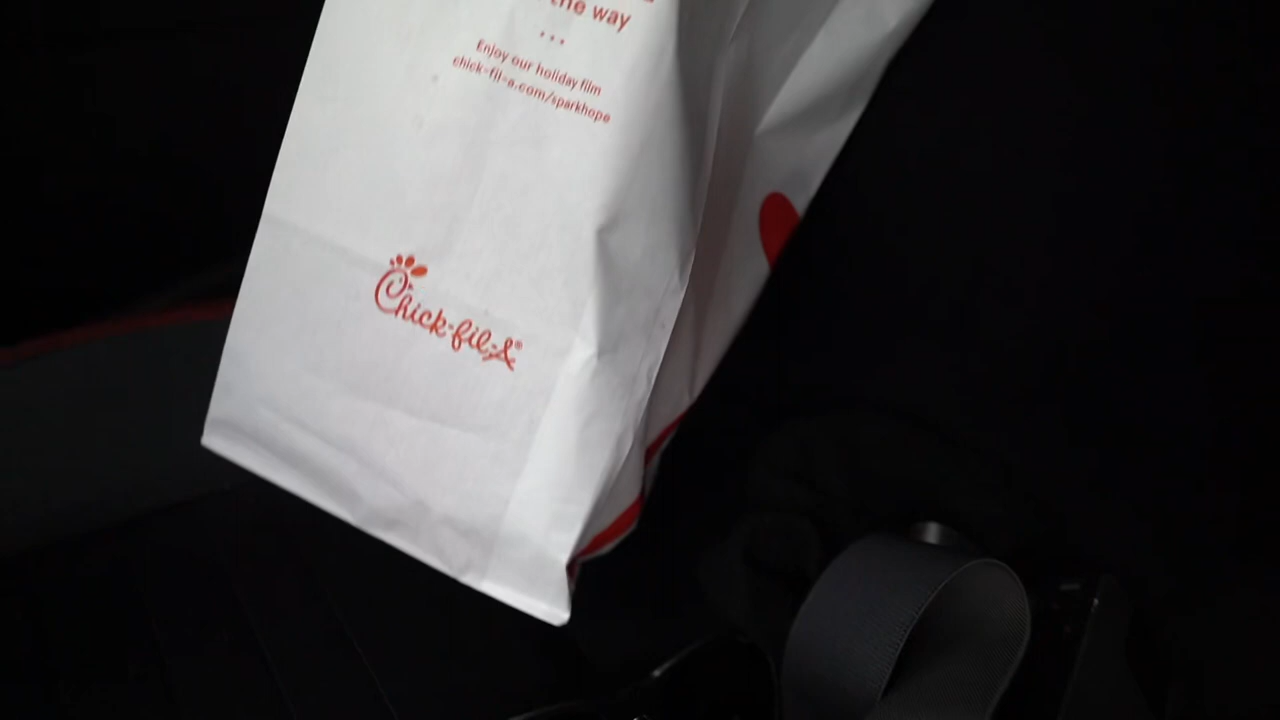 the way
Enjoy our holiday film
chick-fil-a.com/sparkhope
Chick-fil-A®